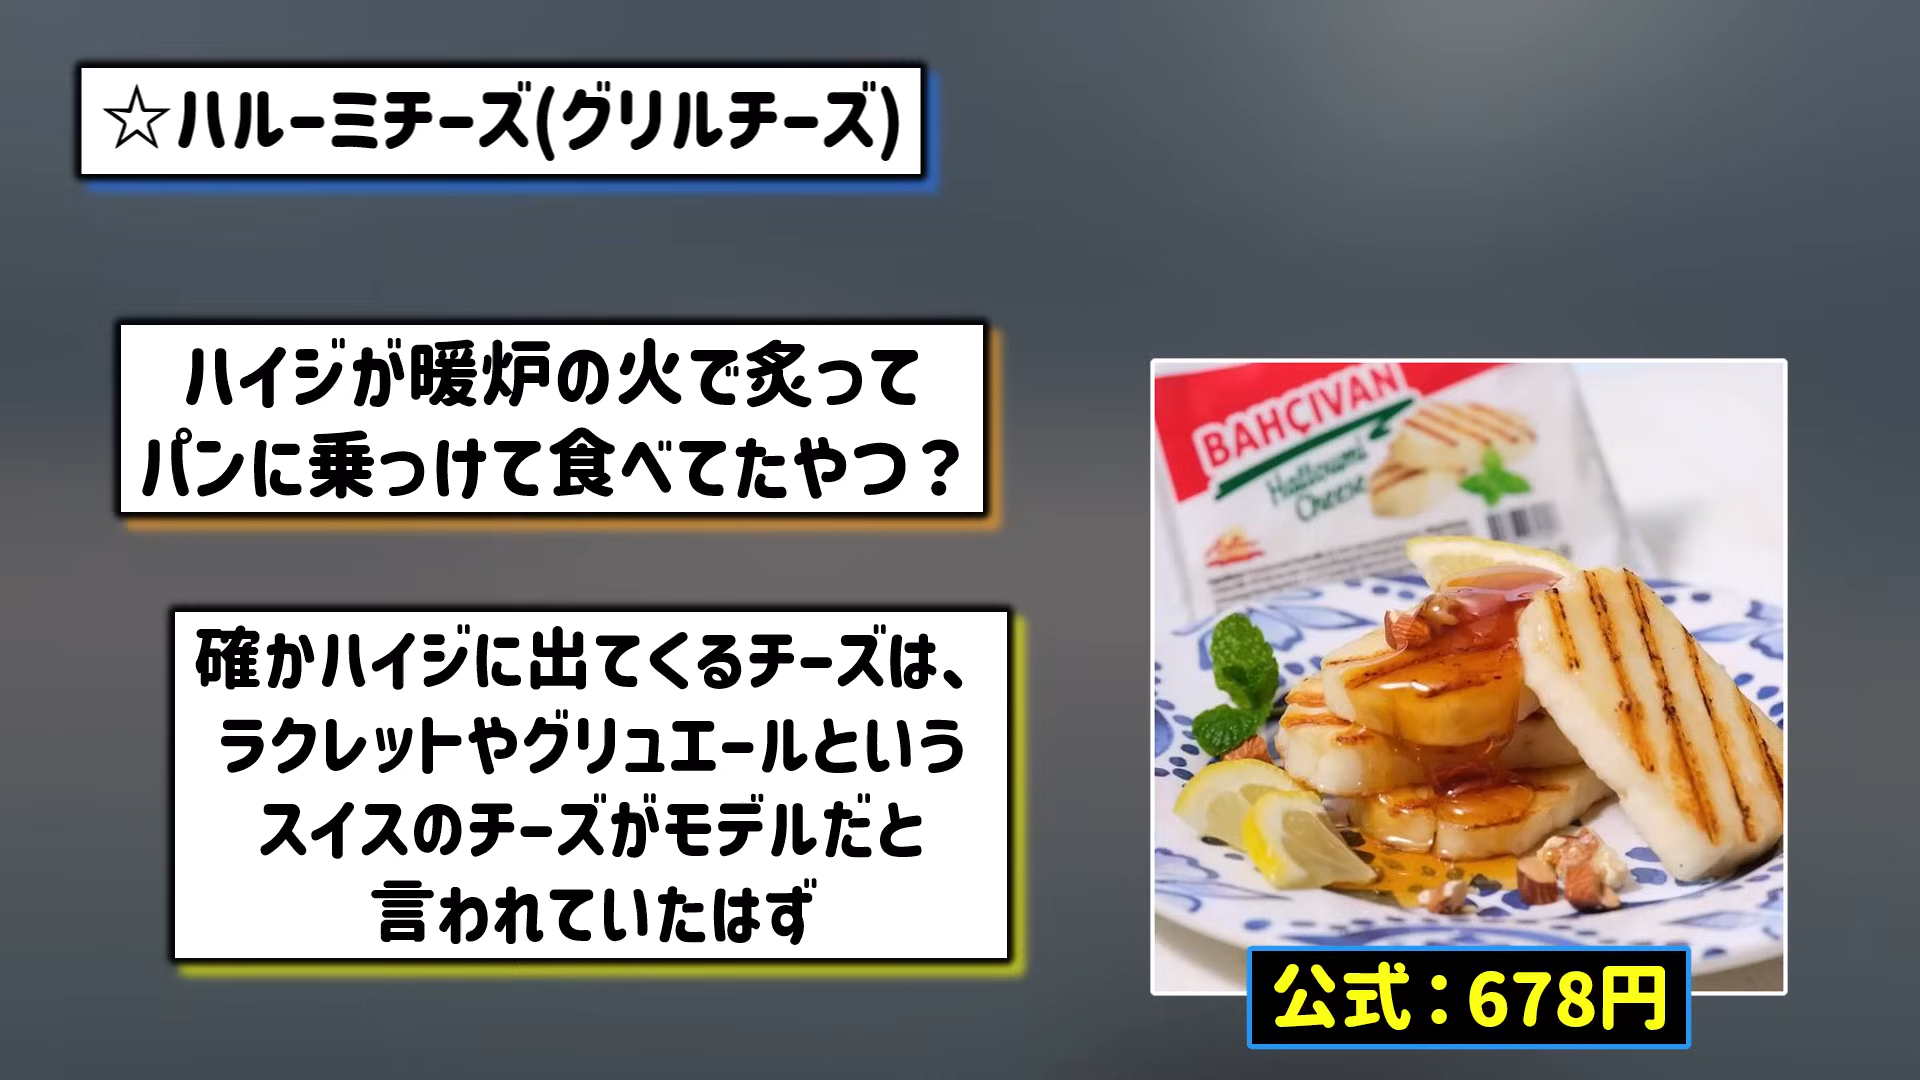 ☆ハルーミチーズ(グリルチーズ)
ハイジが暖炉の火で炙って
パンに乗っけて食べてたやつ？
確かハイジに出てくるチーズは、
ラクレットやグリュエールという
スイスのチーズがモデルだと
言われていたはず
BAHÇIVAN
Halloumi
Cheese
公式：678円